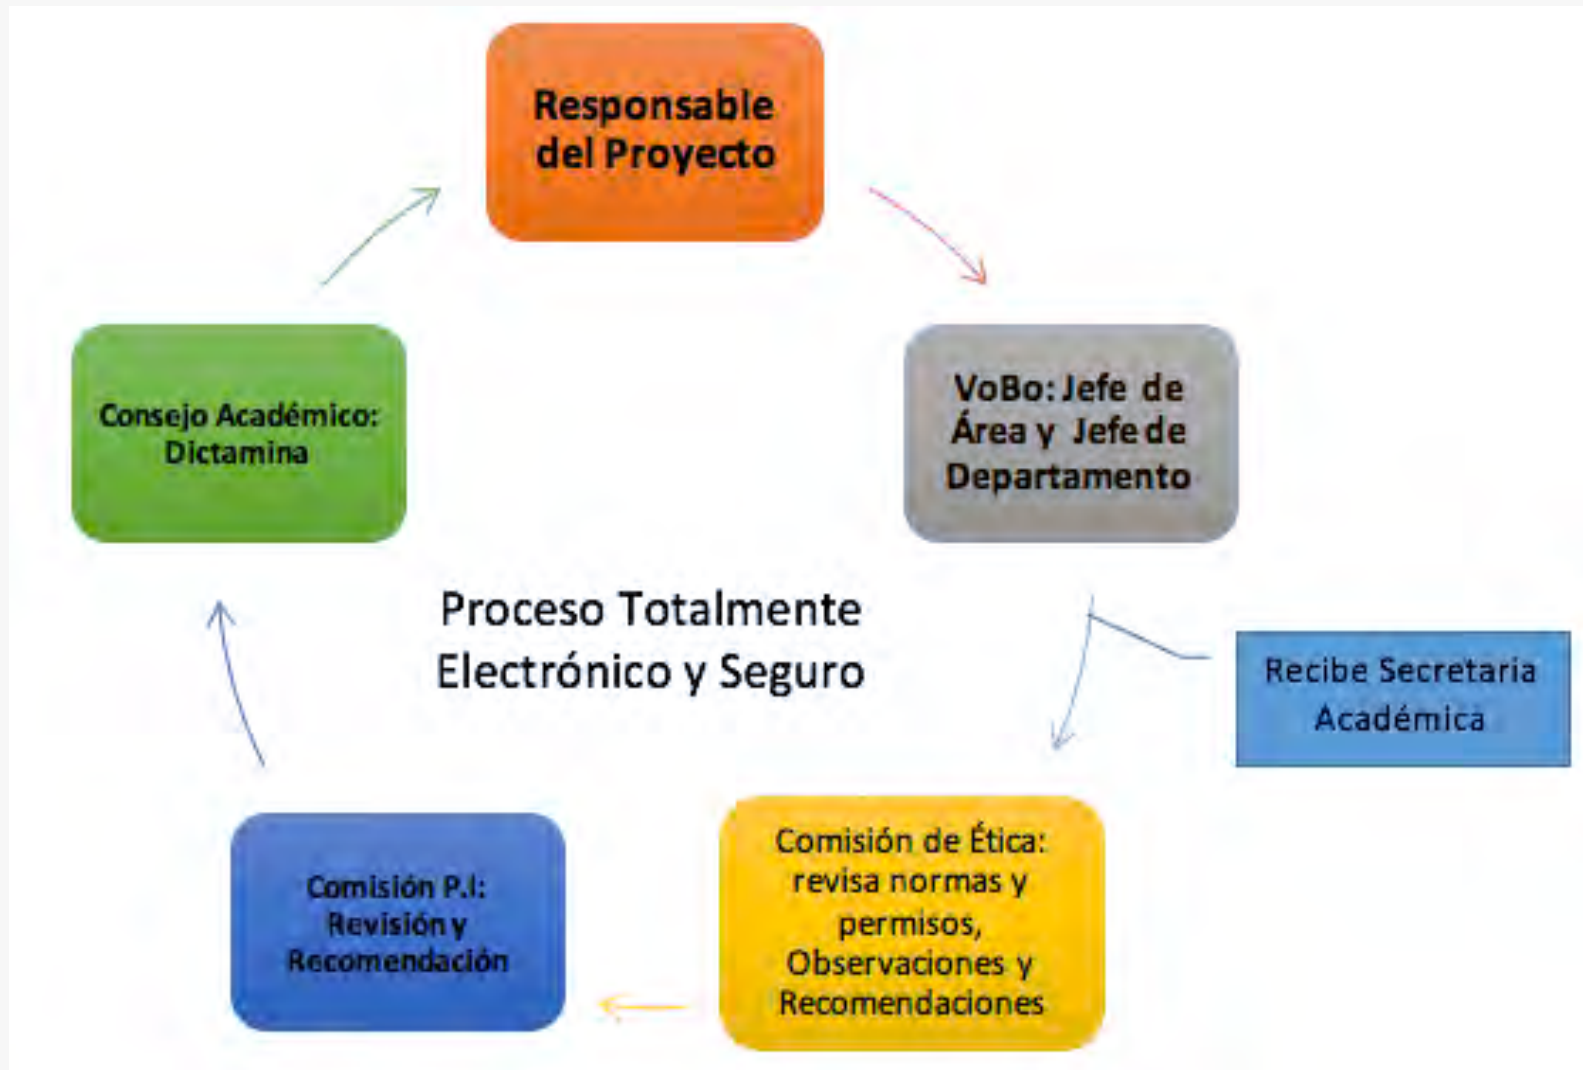 Responsable
del Proyecto
VoBo: Jefe de
Área y Jefe de
Departamento
Recibe Secretaria
Académica
Comisión de Ética:
revisa normas y
permisos,
Observaciones y
Recomendaciones
Comisión P.I:
Revisión y
Recomendación
Consejo Académico:
Dictamina
Proceso Totalmente
Electrónico y Seguro